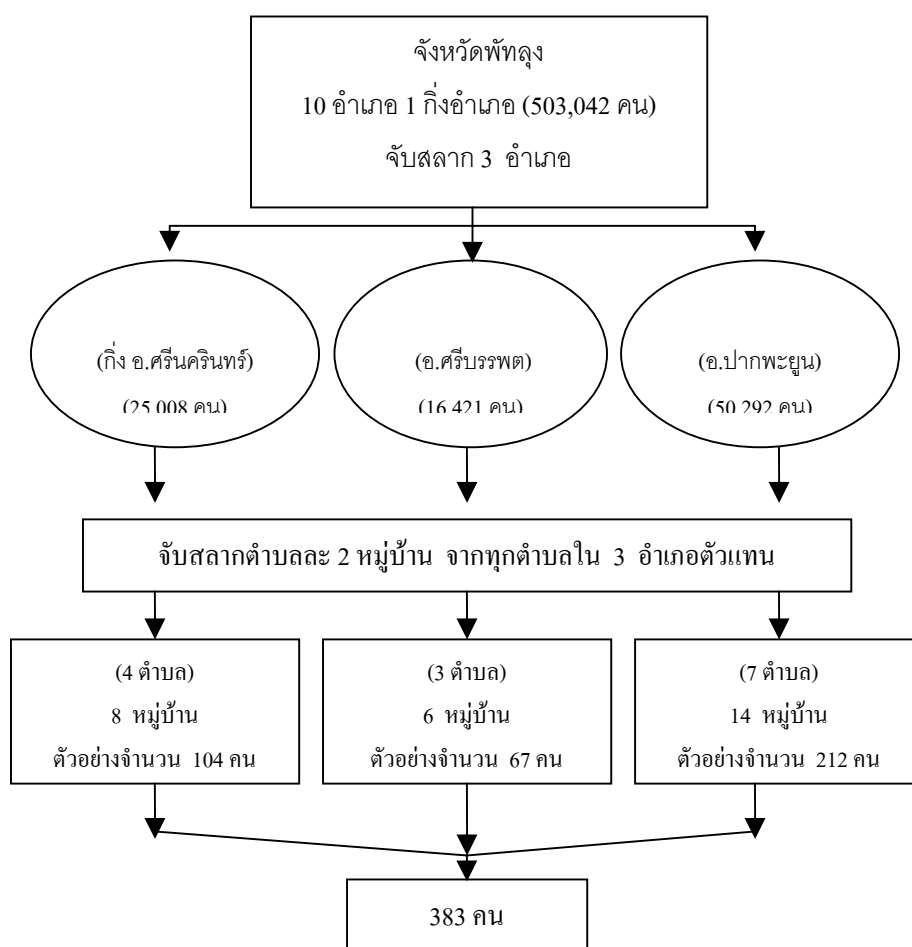 จังหวัดพัทลุง
10 อำเภอ 1 กิ่งอำเภอ (503,042 คน)
จับสลาก 3 อำเภอ
(กิ่ง อ.ศรีนครินทร์)
(25,008 คน)
(อ.ศรีบรรพต)
(16,421 คน)
(อ.ปากพะยูน)
(50,292 คน)
จับสลากตำบลละ 2 หมู่บ้าน จากทุกตำบลใน 3 อำเภอตัวแทน
(4 ตำบล)
8 หมู่บ้าน
ตัวอย่างจำนวน 104 คน
(3 ตำบล)
6 หมู่บ้าน
ตัวอย่างจำนวน 67 คน
(7 ตำบล)
14 หมู่บ้าน
ตัวอย่างจำนวน 212 คน
383 คน